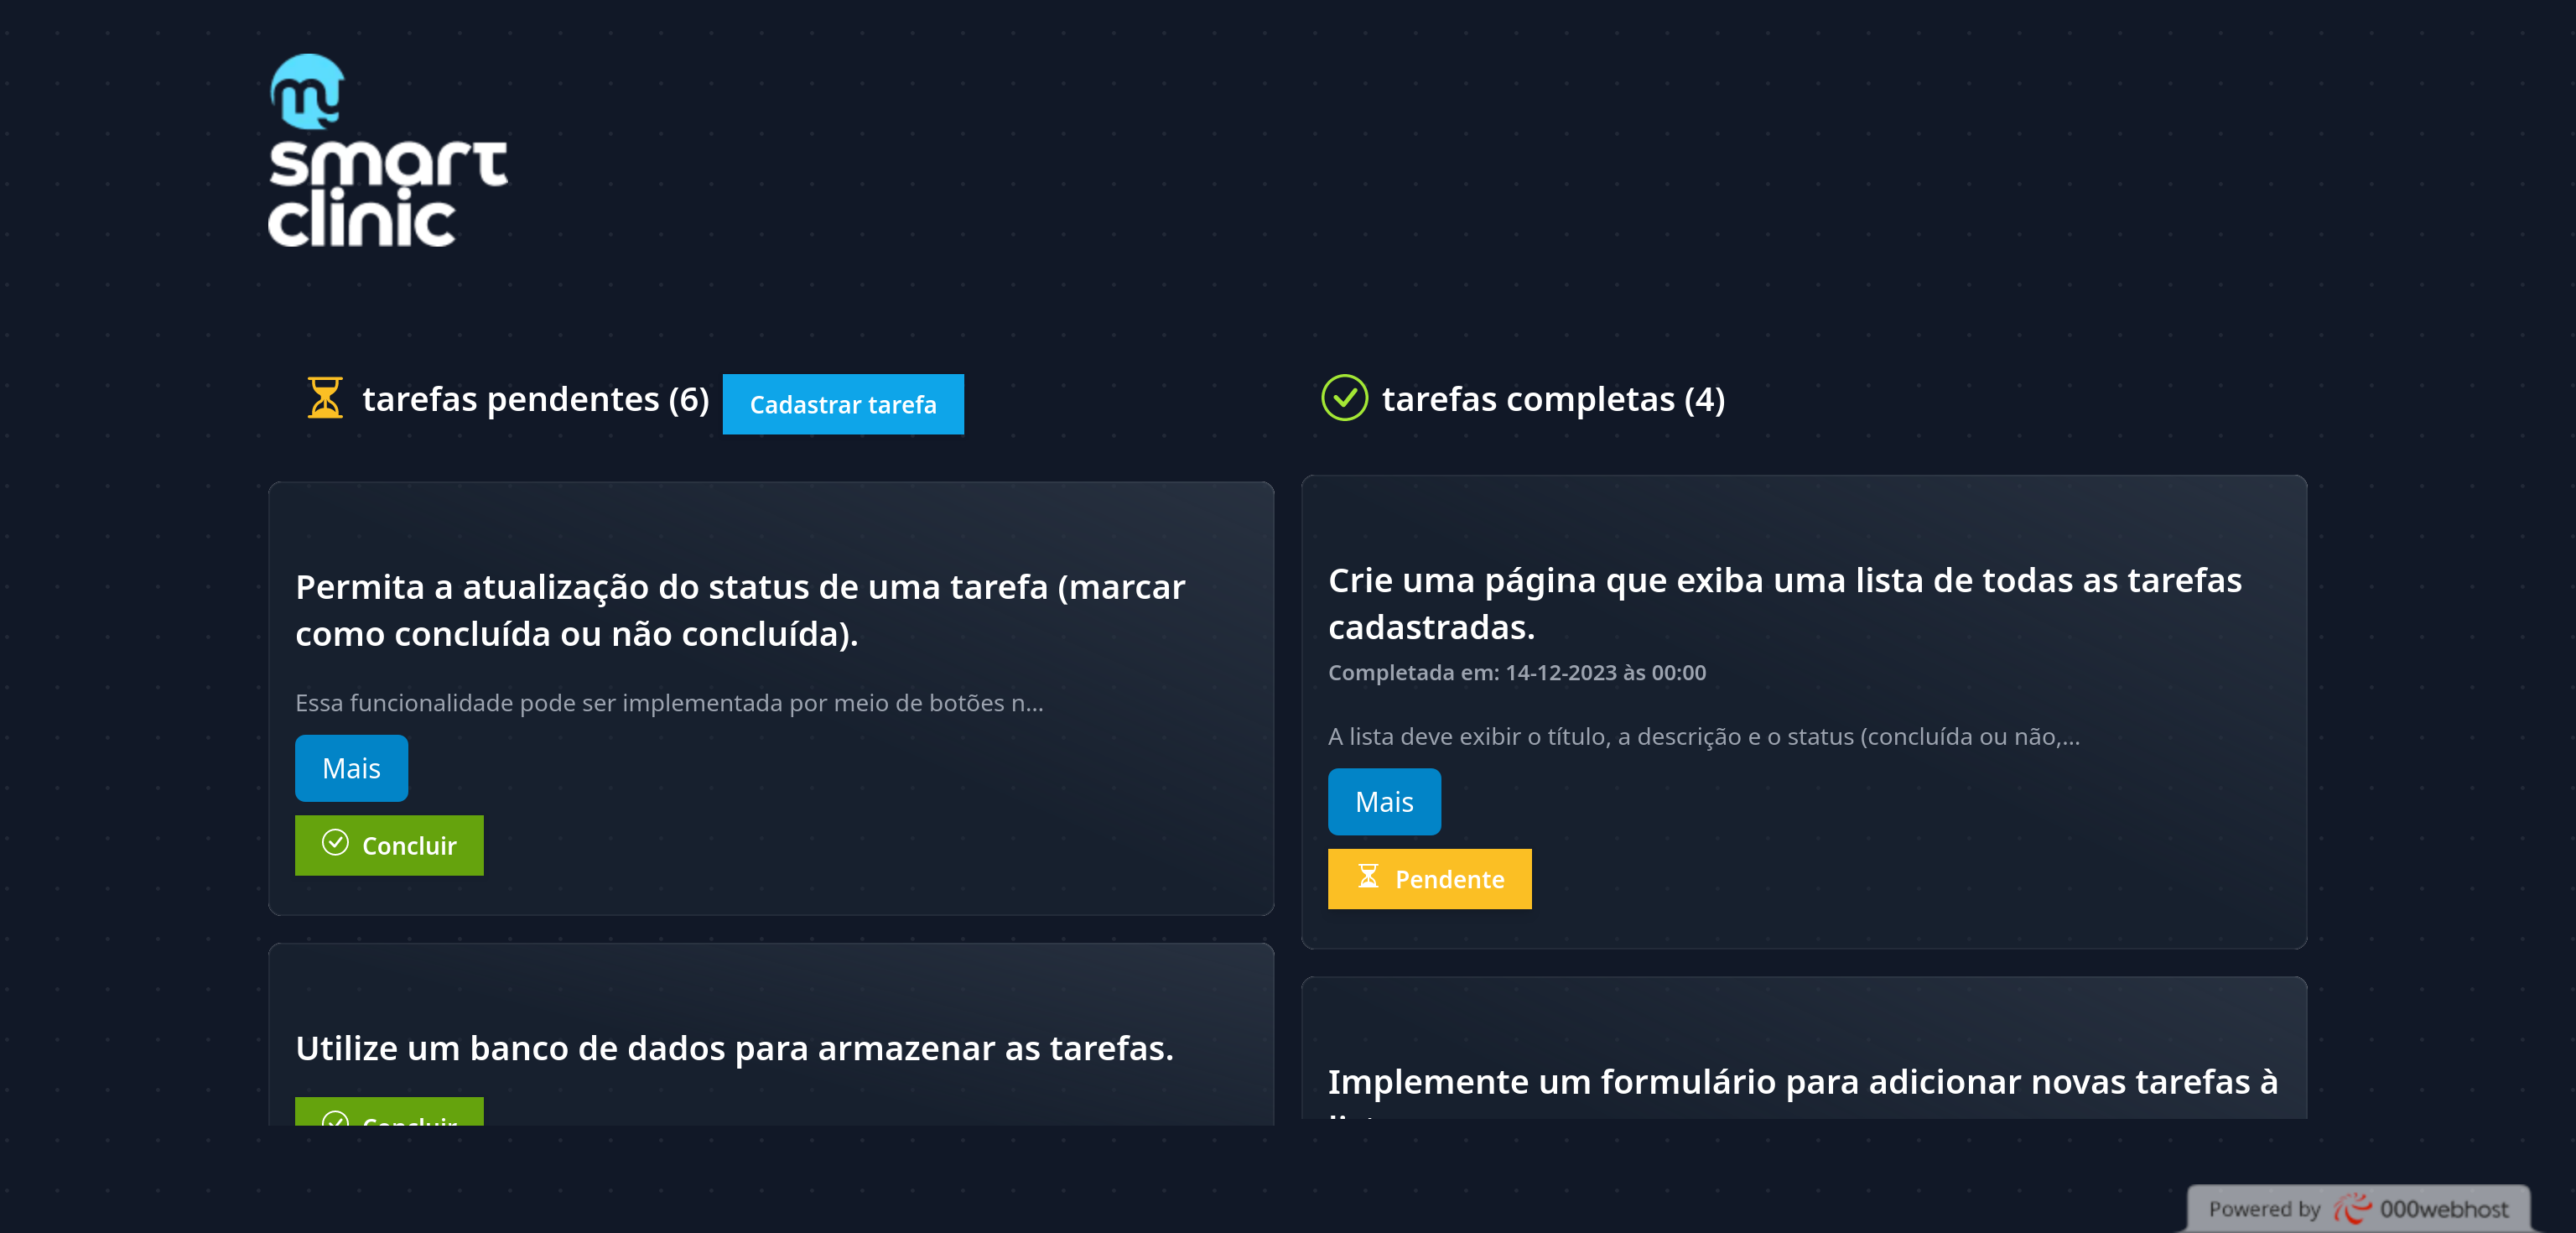 smart
clinic
tarefas pendentes (6)
Cadastrar tarefa
Permita a atualização do status de uma tarefa (marcar
como concluída ou não concluída).
Essa funcionalidade pode ser implementada por meio de botões n...
Mais
Concluir
Utilize um banco de dados para armazenar as tarefas.
Concluir
tarefas completas (4)
Crie uma página que exiba uma lista de todas as tarefas
cadastradas.
Completada em: 14-12-2023 às 00:00
A lista deve exibir o título, a descrição e o status (concluída ou não,...
Mais
Pendente
Implemente um formulário para adicionar novas tarefas à
Powered by 000webhost